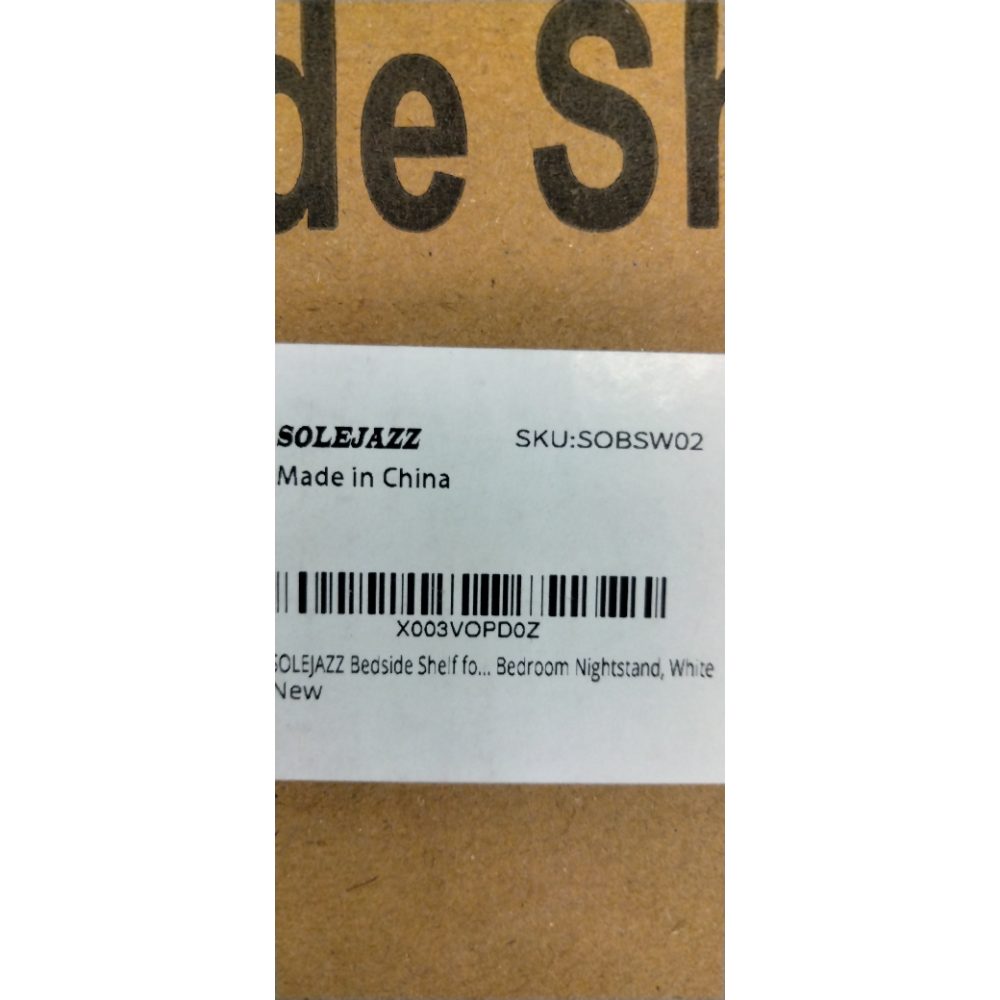 de Sh
SOLEJAZZ SKU:SOBSW02
Made in China
X003VOPD0Z
SOLEJAZZ Bedside Shelf fo... Bedroom Nightstand, White
New